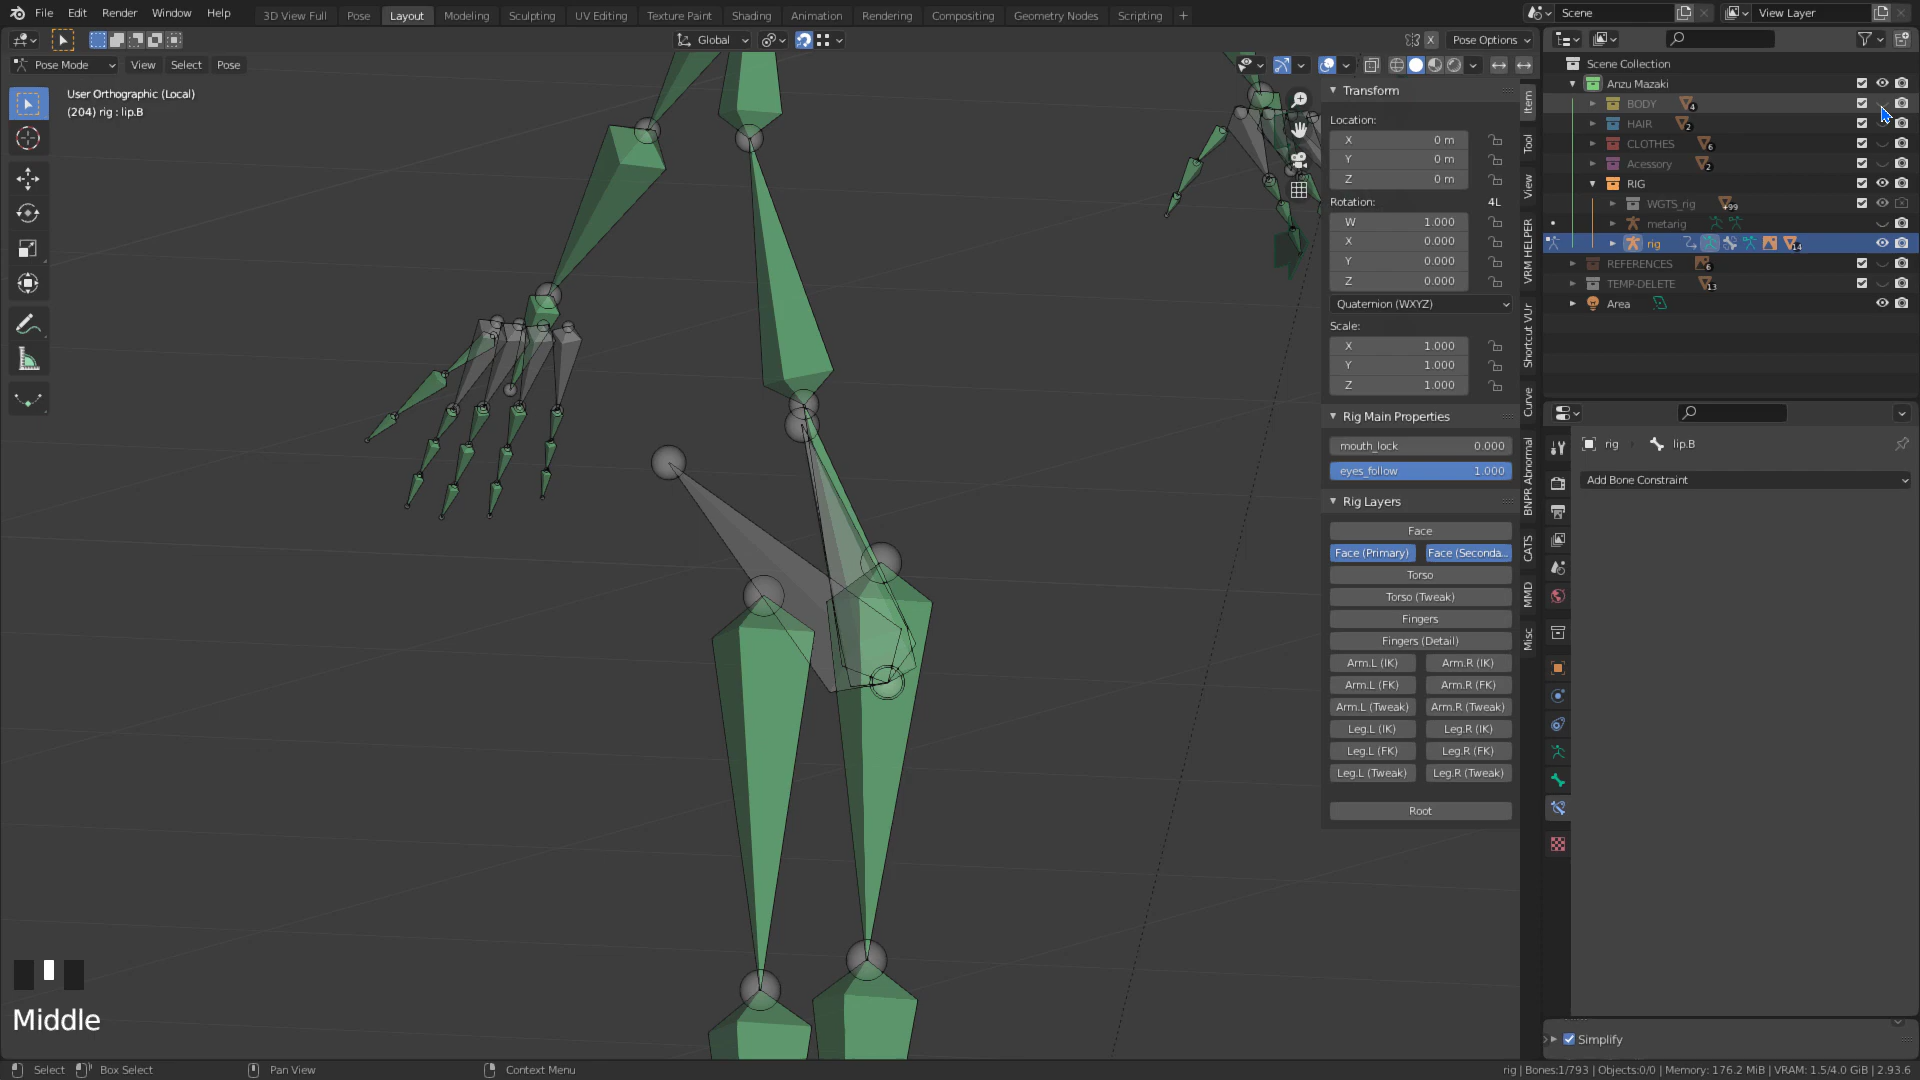 File Edit Render Window Help
3D View Full Pose Layout Modeling Sculpting UV Editing Texture Paint Shading Animation Rendering Compositing Geometry Nodes Scripting +
Scene
View Layer
Global
X
Pose Options
Pose Mode
View Select Pose
User Orthographic (Local)
(204) rig : lip.B
Transform
Location:
X 0 m
Y 0 m
Z 0 m
Rotation: 4L
W 1.000
X 0.000
Y 0.000
Z 0.000
Quaternion (WXYZ)
Scale:
X 1.000
Y 1.000
Z 1.000
Rig Main Properties
mouth_lock 0.000
eyes_follow 1.000
Rig Layers
Face
Face (Primary) Face (Seconda...
Torso
Torso (Tweak)
Fingers
Fingers (Detail)
Arm.L (IK) Arm.R (IK)
Arm.L (FK) Arm.R (FK)
Arm.L (Tweak) Arm.R (Tweak)
Leg.L (IK) Leg.R (IK)
Leg.L (FK) Leg.R (FK)
Leg.L (Tweak) Leg.R (Tweak)
Root
Item
Tool
View
VRM HELPER
Shortcut VUr
Curve
BNPR Abnormal
CATS
MMD
Misc
Scene Collection
Anzu Mazaki
BODY 4
HAIR 2
CLOTHES 6
Acessory 2
RIG
WGTS_rig +99
metarig
rig 14
REFERENCES 6
TEMP-DELETE 13
Area
rig lip.B
Add Bone Constraint
Simplify
Middle
Select Box Select Pan View Context Menu
rig | Bones:1/793 | Objects:0/0 | Memory: 176.2 MiB | VRAM: 1.5/4.0 GiB | 2.93.6